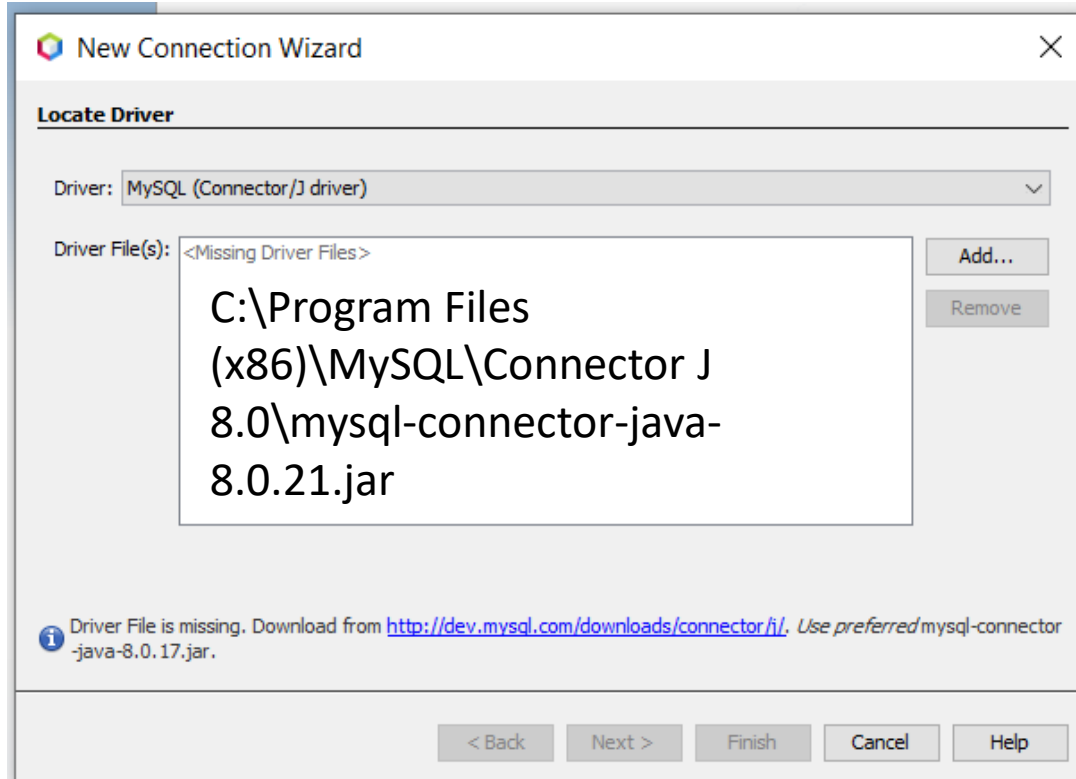 New Connection Wizard
Locate Driver
Driver: MySQL (Connector/J driver)
Driver File(s): <Missing Driver Files>
Add...
C:\Program Files
(x86)\MySQL\Connector J
8.0\mysql-connector-java-
8.0.21.jar
Remove
Driver File is missing. Download from http://dev.mysql.com/downloads/connector/j/. Use preferred mysql-connector
-java-8.0.17.jar.
< Back Next > Finish Cancel Help